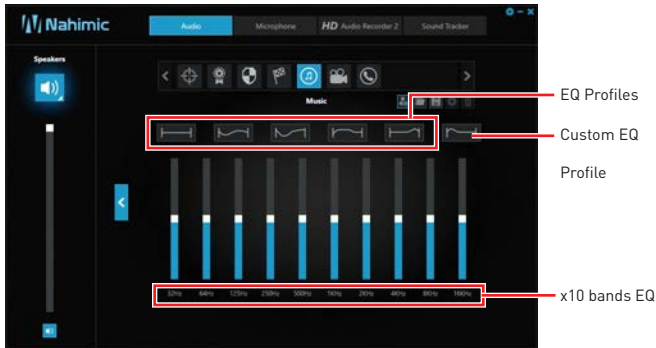 Nahimic
Audio
Microphone
HD Audio Recorder 2
Sound Tracker
Speakers
Music
EQ Profiles
Custom EQ
Profile
32Hz 64Hz 125Hz 250Hz 500Hz 1KHz 2KHz 4KHz 8KHz 16KHz
x10 bands EQ